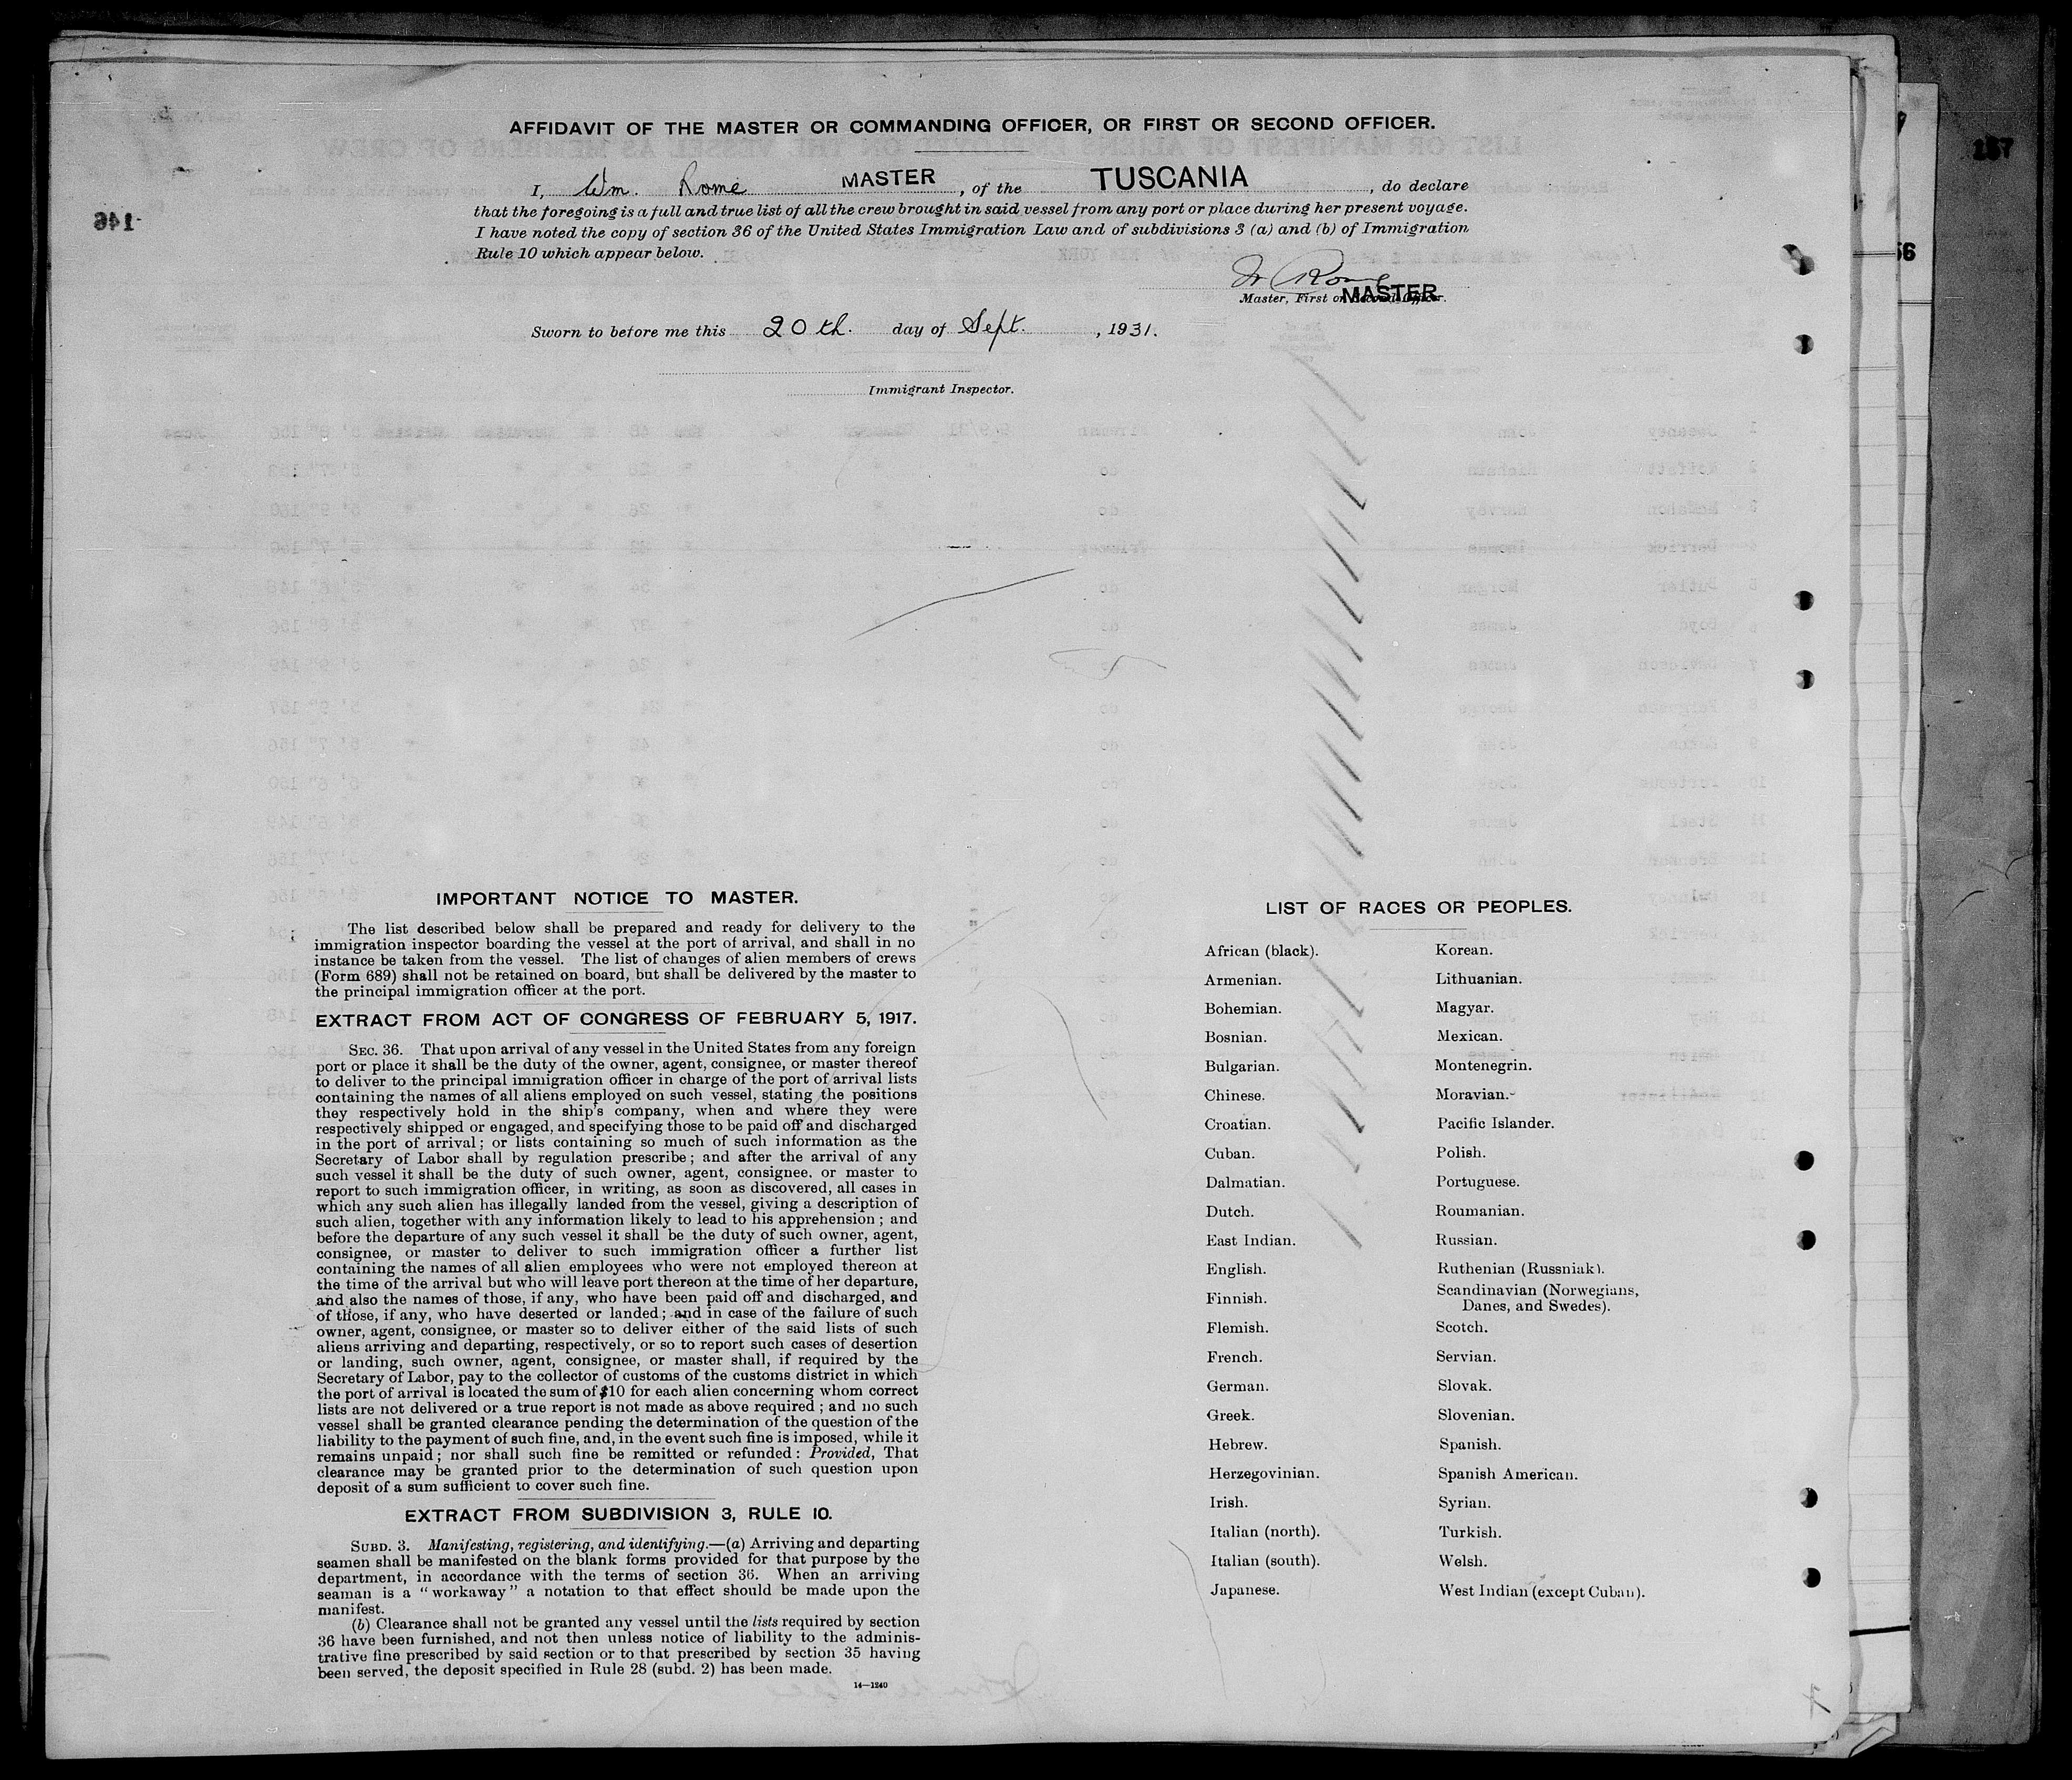 AFFIDAVIT OF THE MASTER OR COMMANDING OFFICER, OR FIRST OR SECOND OFFICER.
I, Wm. Rome MASTER, of the TUSCANIA, do declare
that the foregoing is a full and true list of all the crew brought in said vessel from any port or place during her present voyage.
I have noted the copy of section 36 of the United States Immigration Law and of subdivisions 3 (a) and (b) of Immigration
Rule 10 which appear below.
W Rome
MASTER
Master, First or Second Officer.
Sworn to before me this 20th. day of Sept., 1931.
Immigrant Inspector.
146
IMPORTANT NOTICE TO MASTER.
The list described below shall be prepared and ready for delivery to the
immigration inspector boarding the vessel at the port of arrival, and shall in no
instance be taken from the vessel. The list of changes of alien members of crews
(Form 689) shall not be retained on board, but shall be delivered by the master to
the principal immigration officer at the port.
EXTRACT FROM ACT OF CONGRESS OF FEBRUARY 5, 1917.
SEC. 36. That upon arrival of any vessel in the United States from any foreign
port or place it shall be the duty of the owner, agent, consignee, or master thereof
to deliver to the principal immigration officer in charge of the port of arrival lists
containing the names of all aliens employed on such vessel, stating the positions
they respectively hold in the ship's company, when and where they were
respectively shipped or engaged, and specifying those to be paid off and discharged
in the port of arrival; or lists containing so much of such information as the
Secretary of Labor shall by regulation prescribe; and after the arrival of any
such vessel it shall be the duty of such owner, agent, consignee. or master to
report to such immigration officer, in writing, as soon as discovered, all cases in
which any such alien has illegally landed from the vessel, giving a description of
such alien, together with any information likely to lead to his apprehension; and
before the departure of any such vessel it shall be the duty of such owner, agent,
consignee, or master to deliver to such immigration officer a further list
containing the names of all alien employees who were not employed thereon at
the time of the arrival but who will leave port thereon at the time of her departure,
and also the names of those, if any, who have been paid off and discharged, and
of those, if any, who have deserted or landed; and in case of the failure of such
owner, agent, consignee, or master so to deliver either of the said lists of such
aliens arriving and departing, respectively, or so to report such cases of desertion
or landing, such owner, agent, consignee, or master shall, if required by the
Secretary of Labor, pay to the collector of customs of the customs district in which
the port of arrival is located the sum of $10 for each alien concerning whom correct
lists are not delivered or a true report is not made as above required; and no such
vessel shall be granted clearance pending the determination of the question of the
liability to the payment of such fine, and, in the event such fine is imposed, while it
remains unpaid; nor shall such fine be remitted or refunded: Provided, That
clearance may be granted prior to the determination of such question upon
deposit of a sum sufficient to cover such fine.
EXTRACT FROM SUBDIVISION 3, RULE 10.
SUBD. 3. Manifesting, registering, and identifying.—(a) Arriving and departing
seamen shall be manifested on the blank forms provided for that purpose by the
department, in accordance with the terms of section 36. When an arriving
seaman is a "workaway" a notation to that effect should be made upon the
manifest.
(b) Clearance shall not be granted any vessel until the lists required by section
36 have been furnished, and not then unless notice of liability to the adminis-
trative fine prescribed by said section or to that prescribed by section 35 having
been served, the deposit specified in Rule 28 (subd. 2) has been made.
14—1240
LIST OF RACES OR PEOPLES.
African (black).
Armenian.
Bohemian.
Bosnian.
Bulgarian.
Chinese.
Croatian.
Cuban.
Dalmatian.
Dutch.
East Indian.
English.
Finnish.
Flemish.
French.
German.
Greek.
Hebrew.
Herzegovinian.
Irish.
Italian (north).
Italian (south).
Japanese.
Korean.
Lithuanian.
Magyar.
Mexican.
Montenegrin.
Moravian.
Pacific Islander.
Polish.
Portuguese.
Roumanian.
Russian.
Ruthenian (Russniak).
Scandinavian (Norwegians,
Danes, and Swedes).
Scotch.
Servian.
Slovak.
Slovenian.
Spanish.
Spanish American.
Syrian.
Turkish.
Welsh.
West Indian (except Cuban).